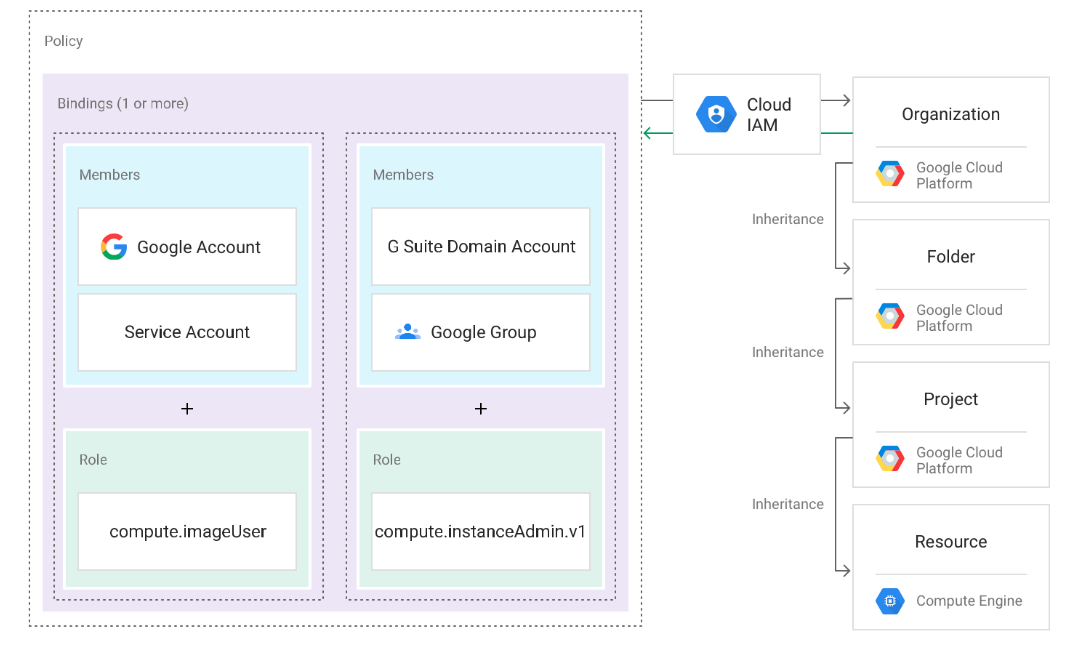 Policy
Bindings (1 or more)
Members
Google Account
Service Account
+
Role
compute.imageUser
Members
G Suite Domain Account
Google Group
+
Role
compute.instanceAdmin.v1
Cloud
IAM
Organization
Google Cloud
Platform
Inheritance
Folder
Google Cloud
Platform
Inheritance
Project
Google Cloud
Platform
Inheritance
Resource
Compute Engine